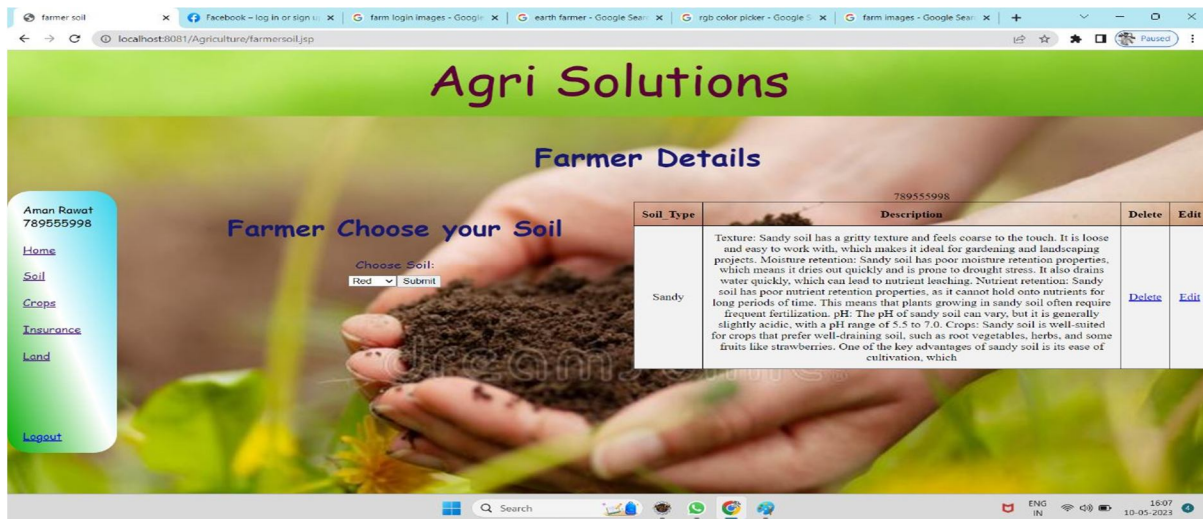 farmer soil
Facebook – log in or sign u
farm login images - Google
earth farmer - Google Sear
rgb color picker - Google S
farm images - Google Sear
localhost:8081/Agriculture/farmersoil.jsp
Paused
Agri Solutions
Farmer Details
Aman Rawat
789555998
Home
Soil
Crops
Insurance
Land
Logout
Farmer Choose your Soil
Choose Soil:
Red Submit
789555998
Soil_Type Description Delete Edit
Sandy
Texture: Sandy soil has a gritty texture and feels coarse to the touch. It is loose
and easy to work with, which makes it ideal for gardening and landscaping
projects. Moisture retention: Sandy soil has poor moisture retention properties,
which means it dries out quickly and is prone to drought stress. It also drains
water quickly, which can lead to nutrient leaching. Nutrient retention: Sandy
soil has poor nutrient retention properties, as it cannot hold onto nutrients for
long periods of time. This means that plants growing in sandy soil often require
frequent fertilization. pH: The pH of sandy soil can vary, but it is generally
slightly acidic, with a pH range of 5.5 to 7.0. Crops: Sandy soil is well-suited
for crops that prefer well-draining soil, such as root vegetables, herbs, and some
fruits like strawberries. One of the key advantages of sandy soil is its ease of
cultivation, which
Delete Edit
dreamstime.
Search
ENG
IN
16:07
10-05-2023
4